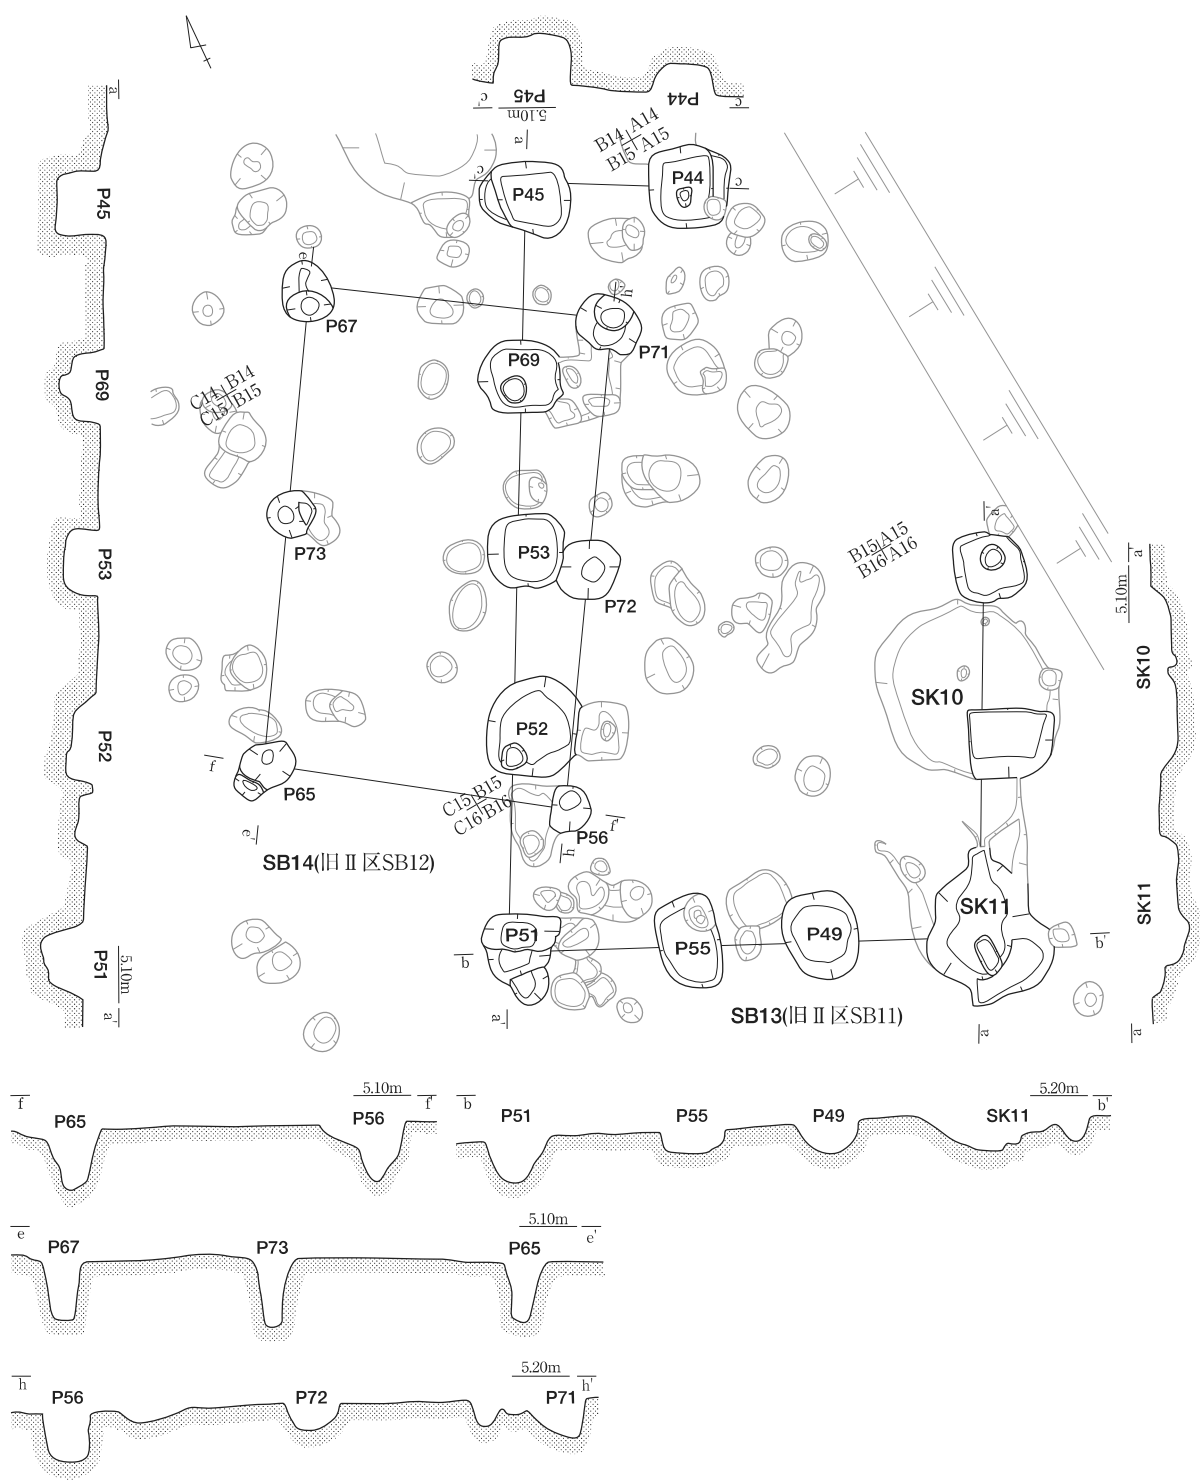 a
P45
P69
P53
P52
P51
5.10m
a'
P45
P44
c'
5.10m
c
a
B14 A14
B15 A15
c'
P45
P44
c
e
P67
h'
P71
P69
C14 B14
C15 B15
P73
P53
P72
B15 A15
B16 A16
a'
a
5.10m
SK10
SK10
P52
f
P65
e'
C15 B15
C16 B16
P56
f'
h
SB14(旧Ⅱ区SB12)
SK11
SK11
P51
P55
P49
b
b'
a'
SB13(旧Ⅱ区SB11)
a
a
f
P65
5.10m
P56
f'
b
P51
P55
P49
SK11
5.20m
b'
e
P67
P73
5.10m
P65
e'
h
P56
P72
5.20m
P71
h'